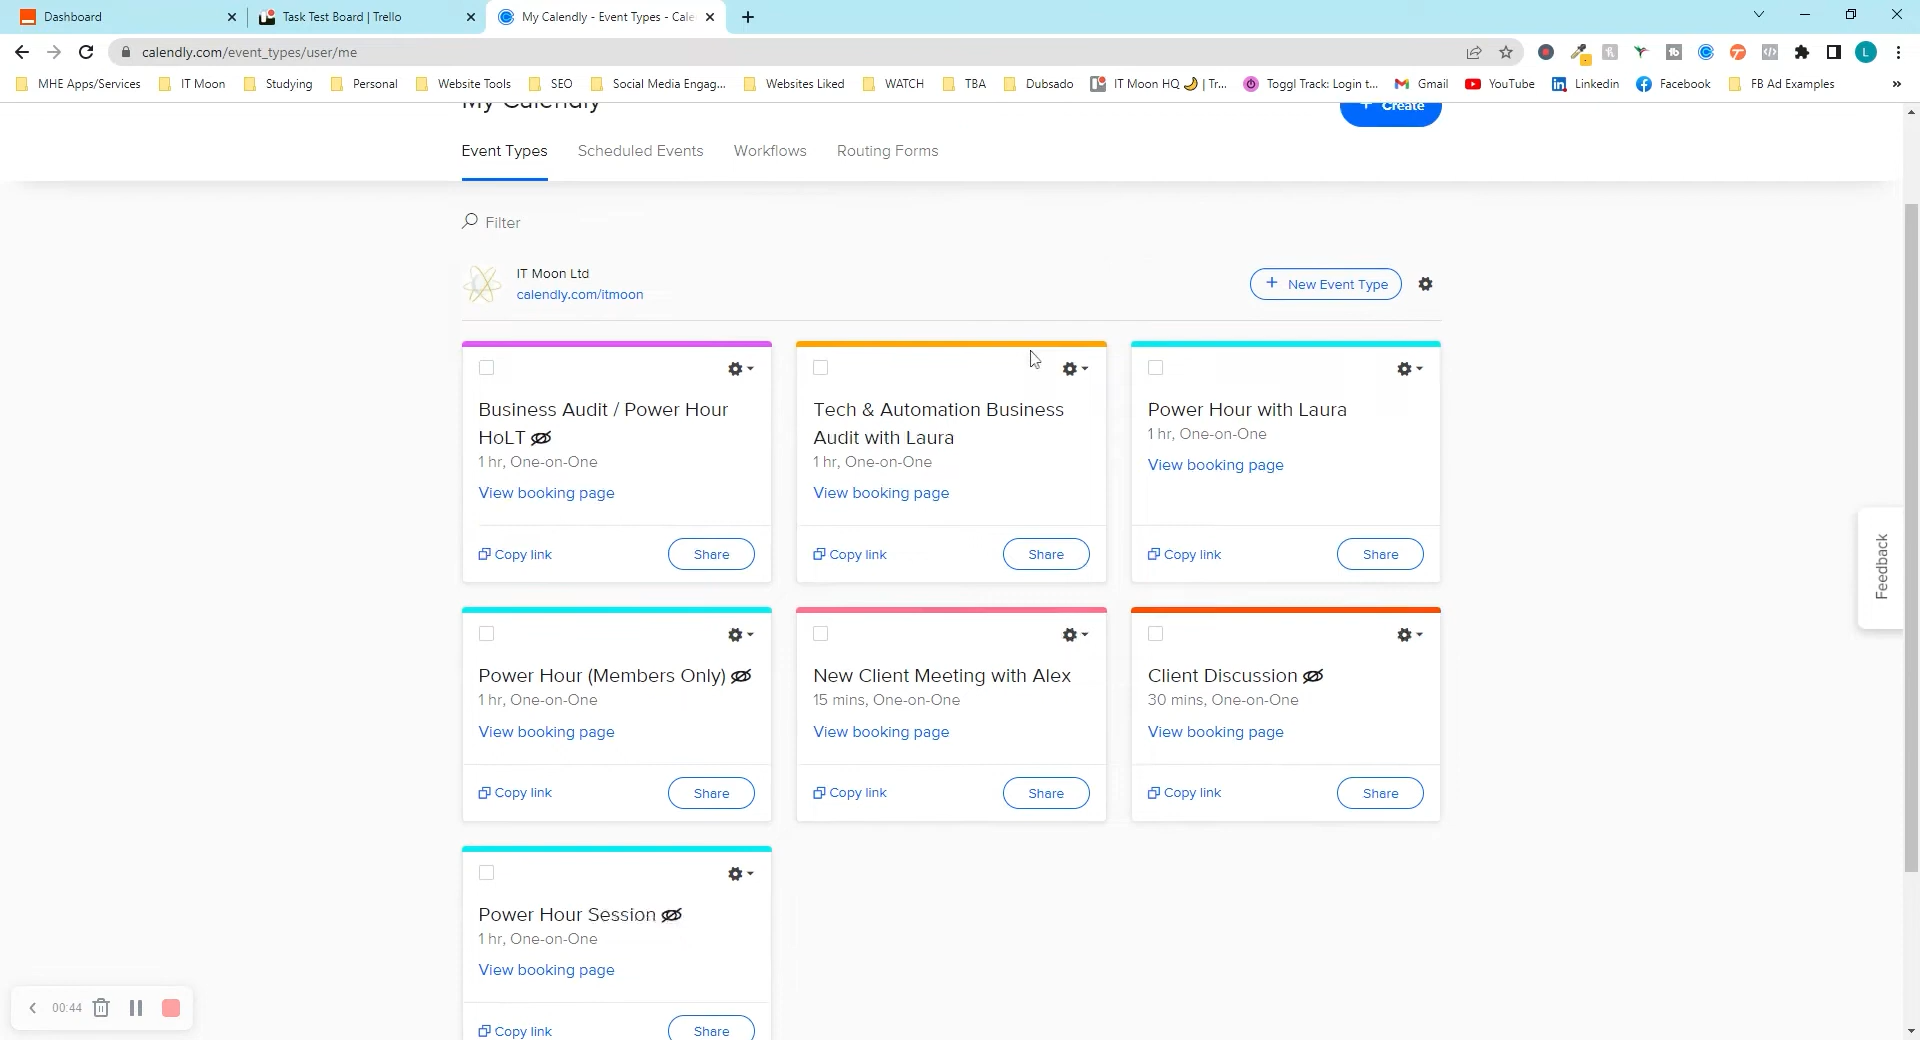 Dashboard
Task Test Board | Trello
My Calendly - Event Types - Cale
calendly.com/event_types/user/me
MHE Apps/Services
IT Moon
Studying
Personal
Website Tools
SEO
Social Media Engag...
Websites Liked
WATCH
TBA
Dubsado
IT Moon HQ 🌙 | Tr...
Toggl Track: Login t...
Gmail
YouTube
Linkedin
Facebook
FB Ad Examples
»
My Calendly
+ Create
Event Types
Scheduled Events
Workflows
Routing Forms
Filter
IT Moon Ltd
calendly.com/itmoon
+ New Event Type
Business Audit / Power Hour
HoLT
1 hr, One-on-One
View booking page
Copy link
Share
Tech & Automation Business
Audit with Laura
1 hr, One-on-One
View booking page
Copy link
Share
Power Hour with Laura
1 hr, One-on-One
View booking page
Copy link
Share
Power Hour (Members Only)
1 hr, One-on-One
View booking page
Copy link
Share
New Client Meeting with Alex
15 mins, One-on-One
View booking page
Copy link
Share
Client Discussion
30 mins, One-on-One
View booking page
Copy link
Share
Power Hour Session
1 hr, One-on-One
View booking page
Copy link
Share
Feedback
00:44
L